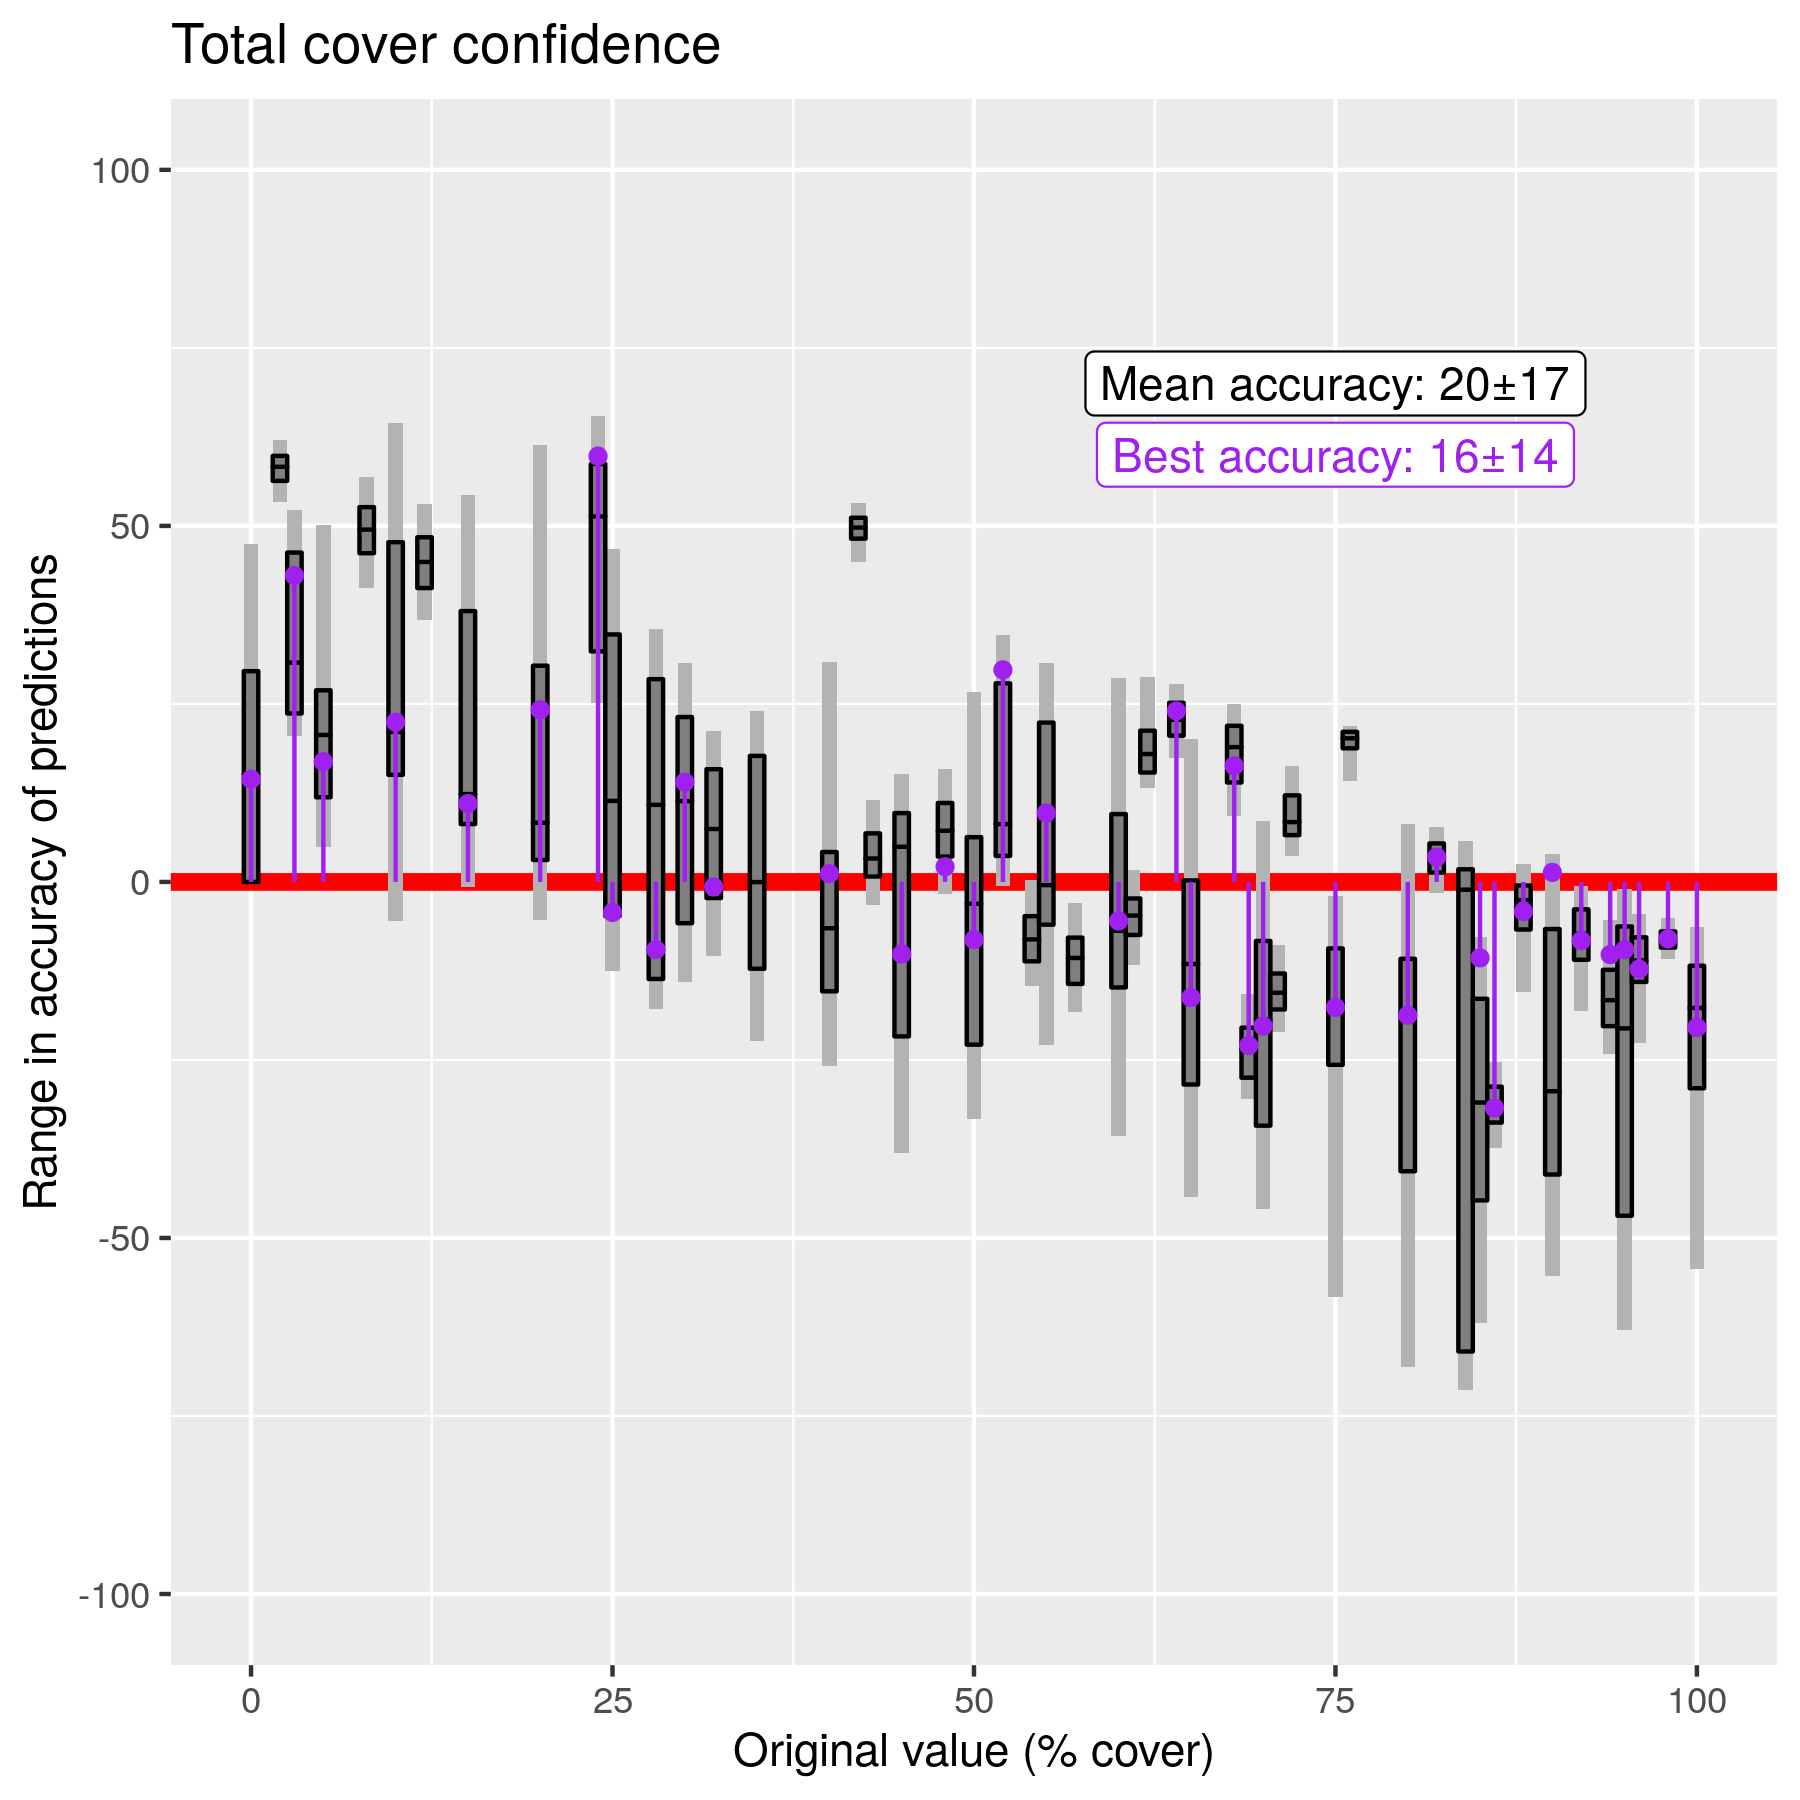 Total cover confidence
100
50
0
-50
-100
Range in accuracy of predictions
Mean accuracy: 20±17
Best accuracy: 16±14
0 25 50 75 100
Original value (% cover)